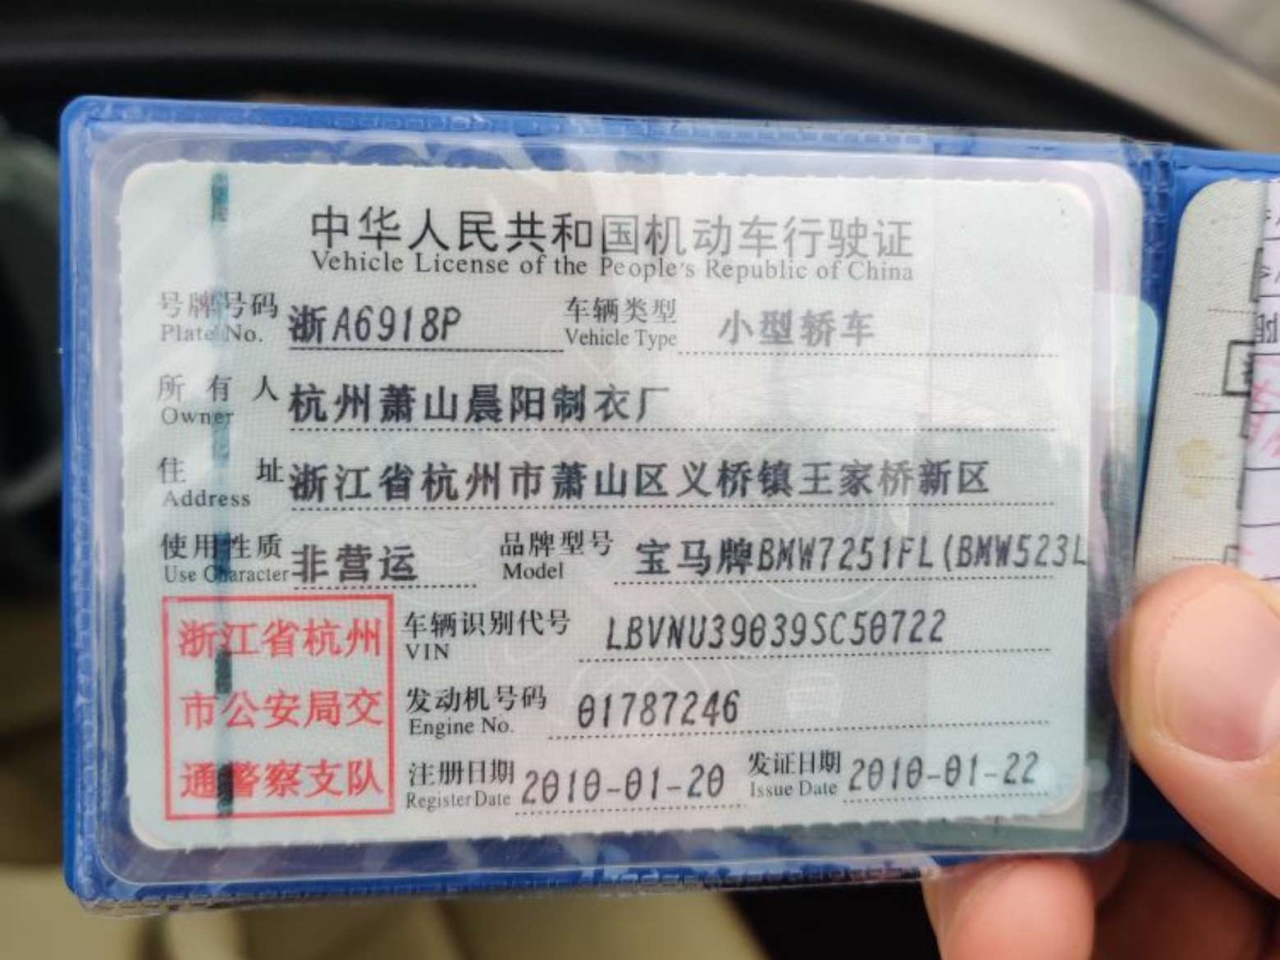 中华人民共和国机动车行驶证
Vehicle License of the People's Republic of China
号牌号码 浙A6918P 车辆类型 小型轿车
Plate No. Vehicle Type
所有人 杭州萧山晨阳制衣厂
Owner
住址 浙江省杭州市萧山区义桥镇王家桥新区
Address
使用性质 非营运 品牌型号 宝马牌BMW7251FL(BMW523L
Use Character Model
浙江省杭州
市公安局交
通警察支队
车辆识别代号 LBVNU39039SC50722
VIN
发动机号码 01787246
Engine No.
注册日期 2010-01-20 发证日期 2010-01-22
Register Date Issue Date